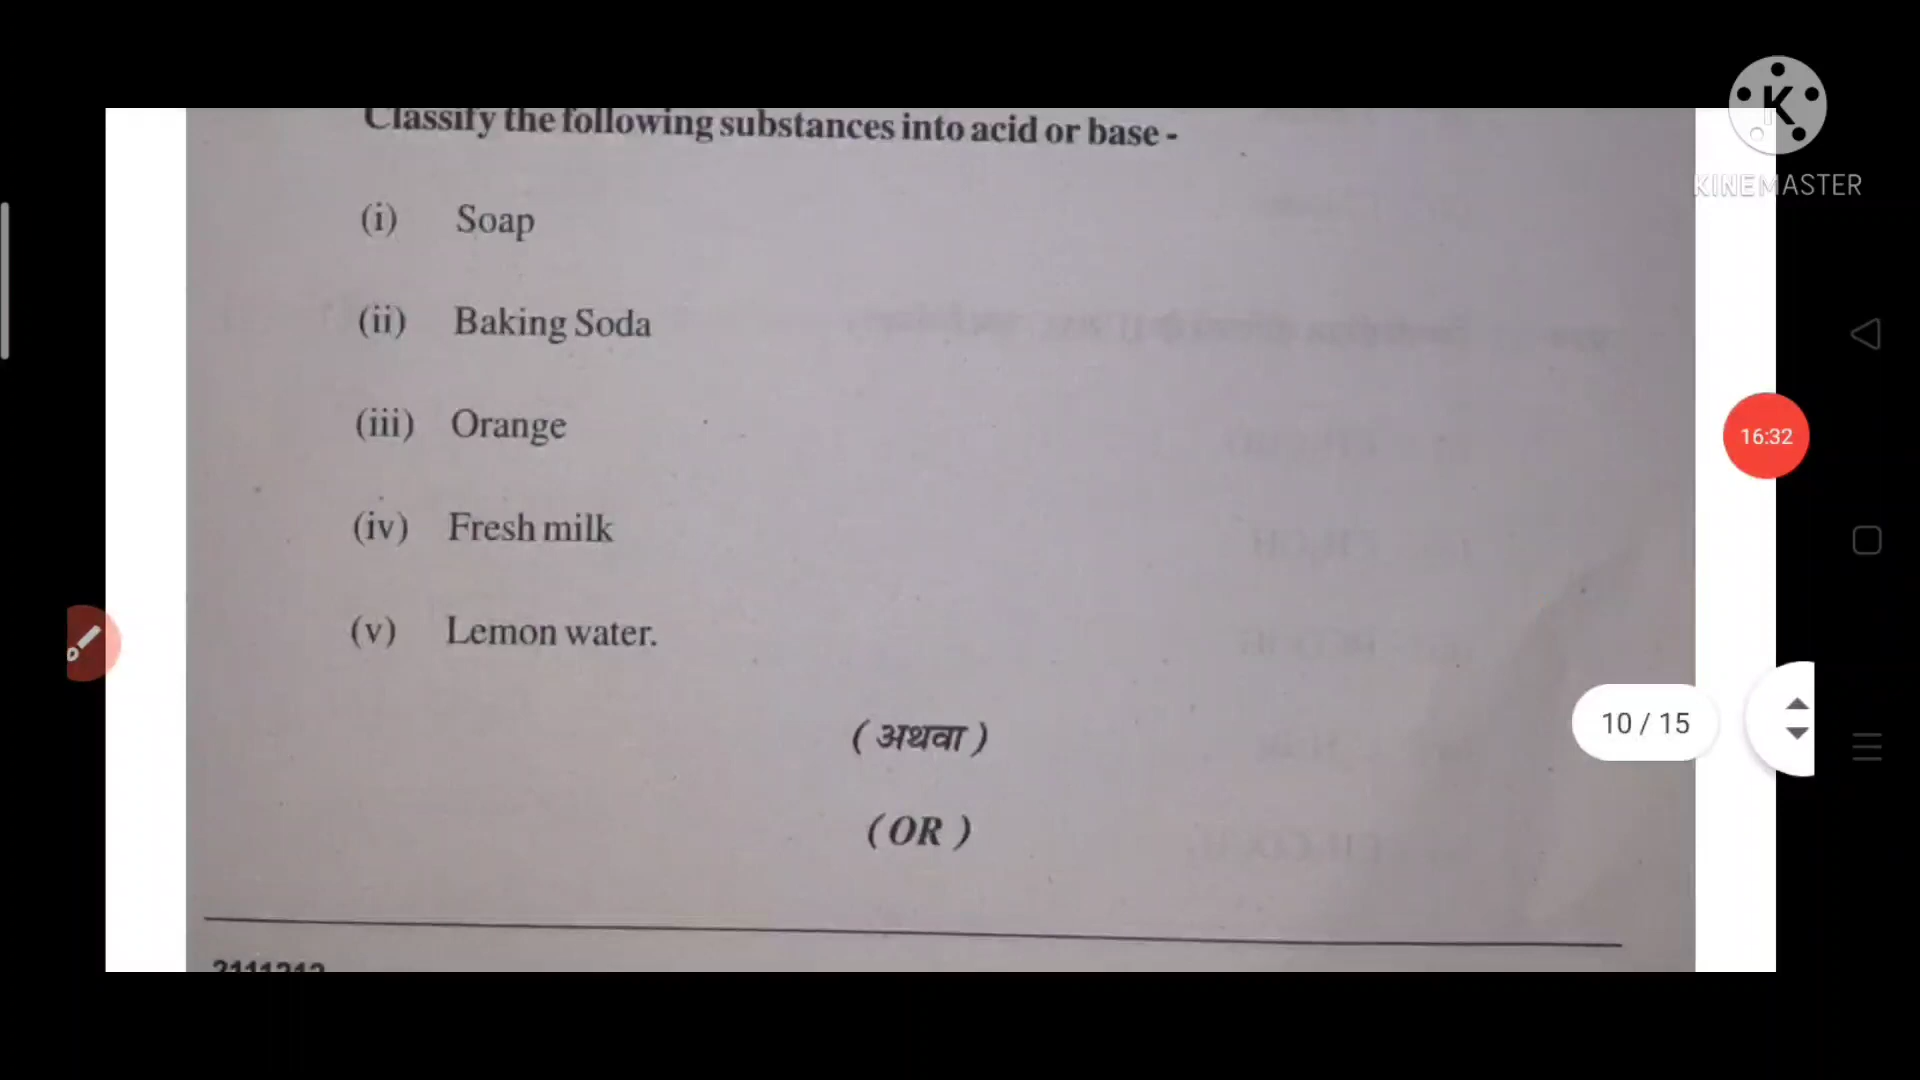 Classify the following substances into acid or base -
KINEMASTER
(i) Soap
(ii) Baking Soda
(iii) Orange
16:32
(iv) Fresh milk
(v) Lemon water.
10 / 15
( अथवा )
( OR )
2111212